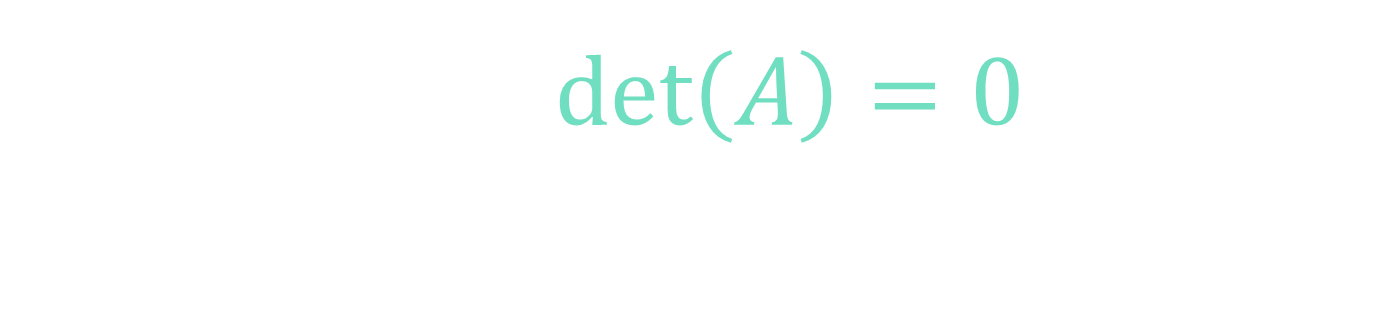 det(A) = 0